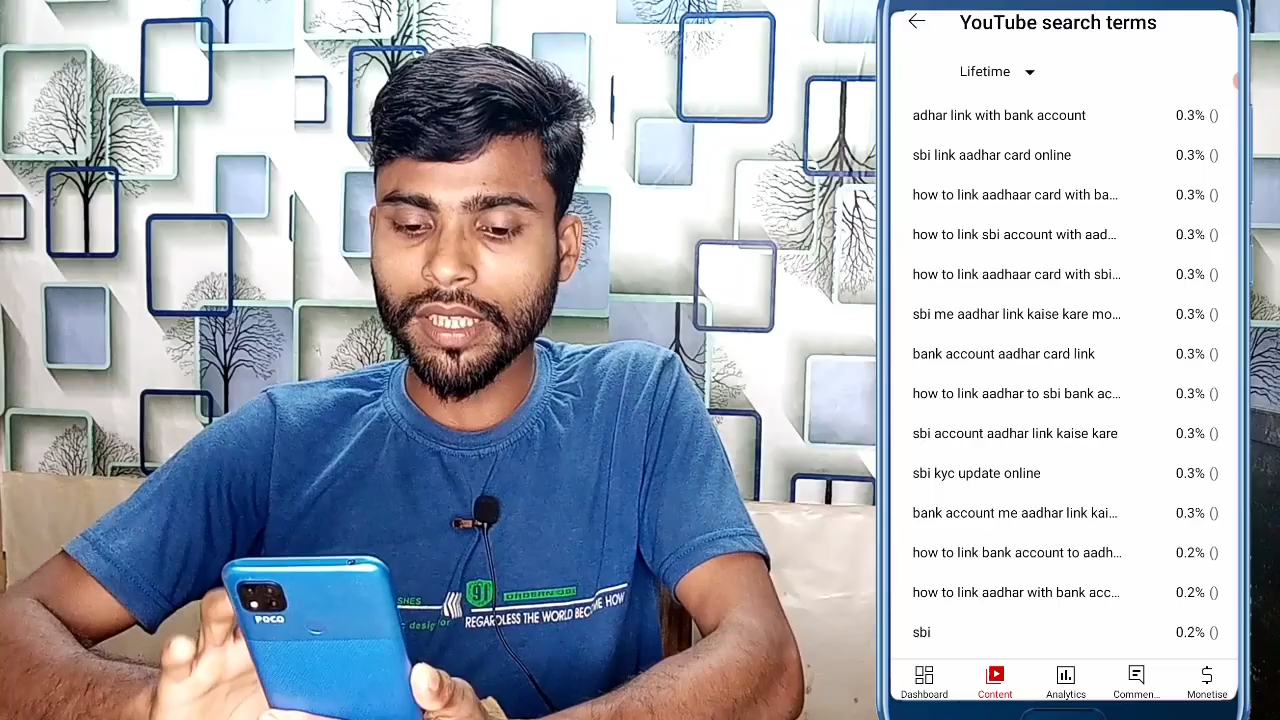 YouTube search terms
Lifetime
adhar link with bank account 0.3% ()
sbi link aadhar card online 0.3% ()
how to link aadhaar card with ba... 0.3% ()
how to link sbi account with aad... 0.3% ()
how to link aadhaar card with sbi... 0.3% ()
sbi me aadhar link kaise kare mo... 0.3% ()
bank account aadhar card link 0.3% ()
how to link aadhar to sbi bank ac... 0.3% ()
sbi account aadhar link kaise kare 0.3% ()
sbi kyc update online 0.3% ()
bank account me aadhar link kai... 0.3% ()
how to link bank account to aadh... 0.2% ()
how to link aadhar with bank acc... 0.2% ()
sbi 0.2% ()
Dashboard Content Analytics Commen... Monetise
POCO
SHES
design for
REGARDLESS THE WORLD BECOME HOW